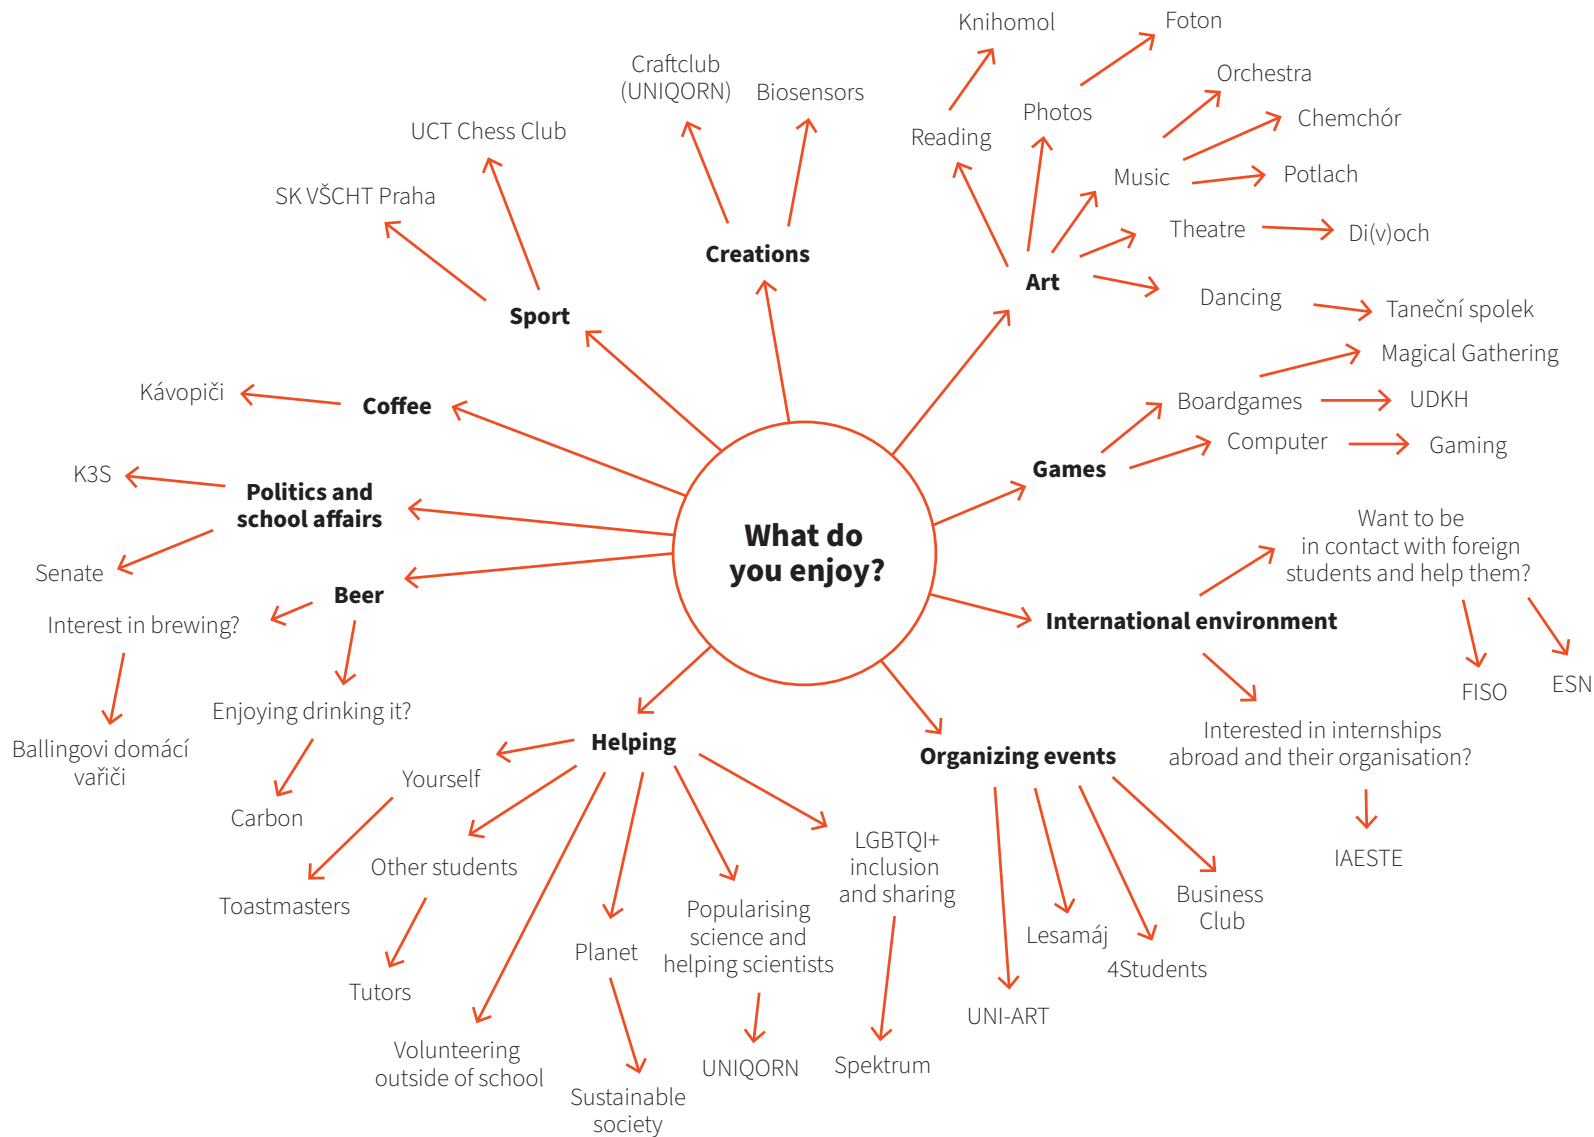 What do
you enjoy?
Creations
Craftclub
(UNIQORN)
Biosensors
Art
Reading
Knihomol
Photos
Foton
Music
Orchestra
Chemchór
Potlach
Theatre
Di(v)och
Dancing
Taneční spolek
Games
Boardgames
Magical Gathering
UDKH
Computer
Gaming
International environment
Want to be
in contact with foreign
students and help them?
FISO
ESN
Interested in internships
abroad and their organisation?
IAESTE
Organizing events
Business
Club
4Students
Lesamáj
UNI-ART
Helping
LGBTQI+
inclusion
and sharing
Spektrum
Popularising
science and
helping scientists
UNIQORN
Planet
Sustainable
society
Volunteering
outside of school
Other students
Tutors
Yourself
Toastmasters
Beer
Enjoying drinking it?
Carbon
Interest in brewing?
Ballingovi domácí
vařiči
Politics and
school affairs
Senate
K3S
Coffee
Kávopiči
Sport
SK VŠCHT Praha
UCT Chess Club